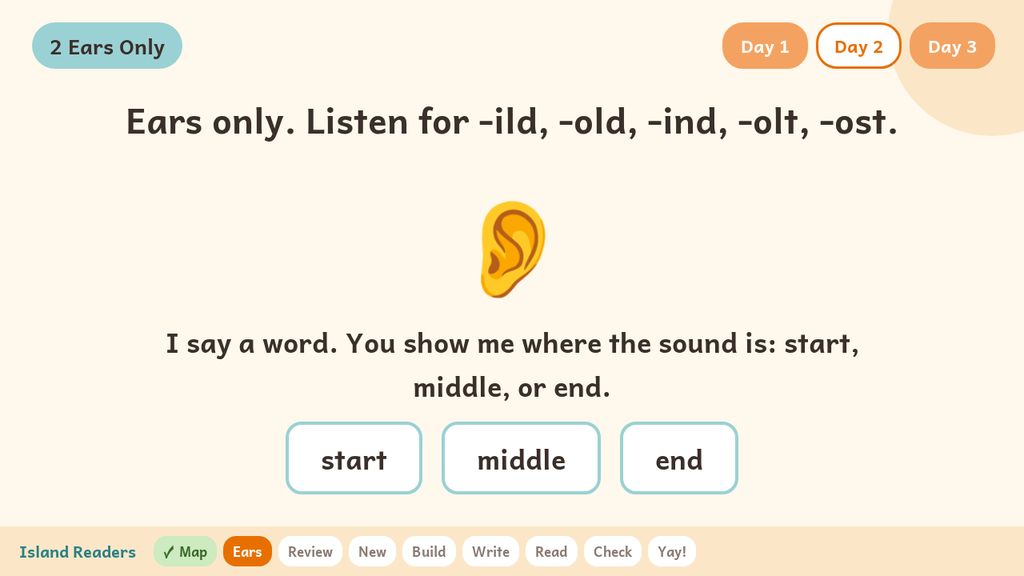 2 Ears Only
Day 1
Day 2
Day 3
Ears only. Listen for -ild, -old, -ind, -olt, -ost.
I say a word. You show me where the sound is: start,
middle, or end.
start
middle
end
Island Readers
✓ Map
Ears
Review
New
Build
Write
Read
Check
Yay!